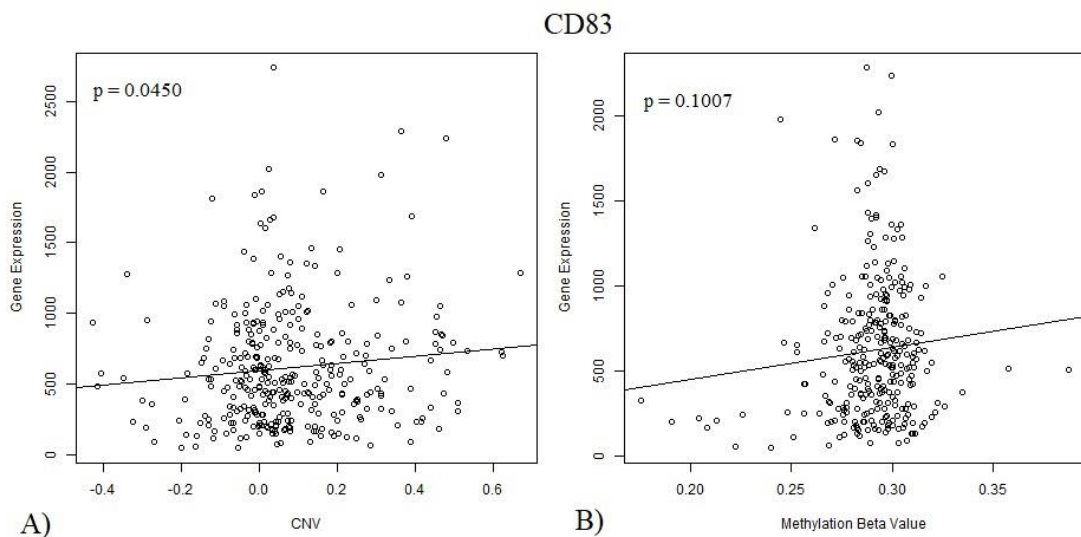 CD83
p = 0.0450
Gene Expression
0
500
1000
1500
2000
2500
-0.4
-0.2
0.0
0.2
0.4
0.6
CNV
A)
p = 0.1007
Gene Expression
0
500
1000
1500
2000
0.20
0.25
0.30
0.35
Methylation Beta Value
B)